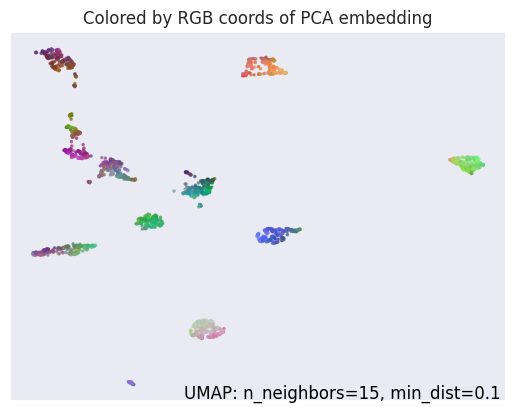 Colored by RGB coords of PCA embedding
UMAP: n_neighbors=15, min_dist=0.1